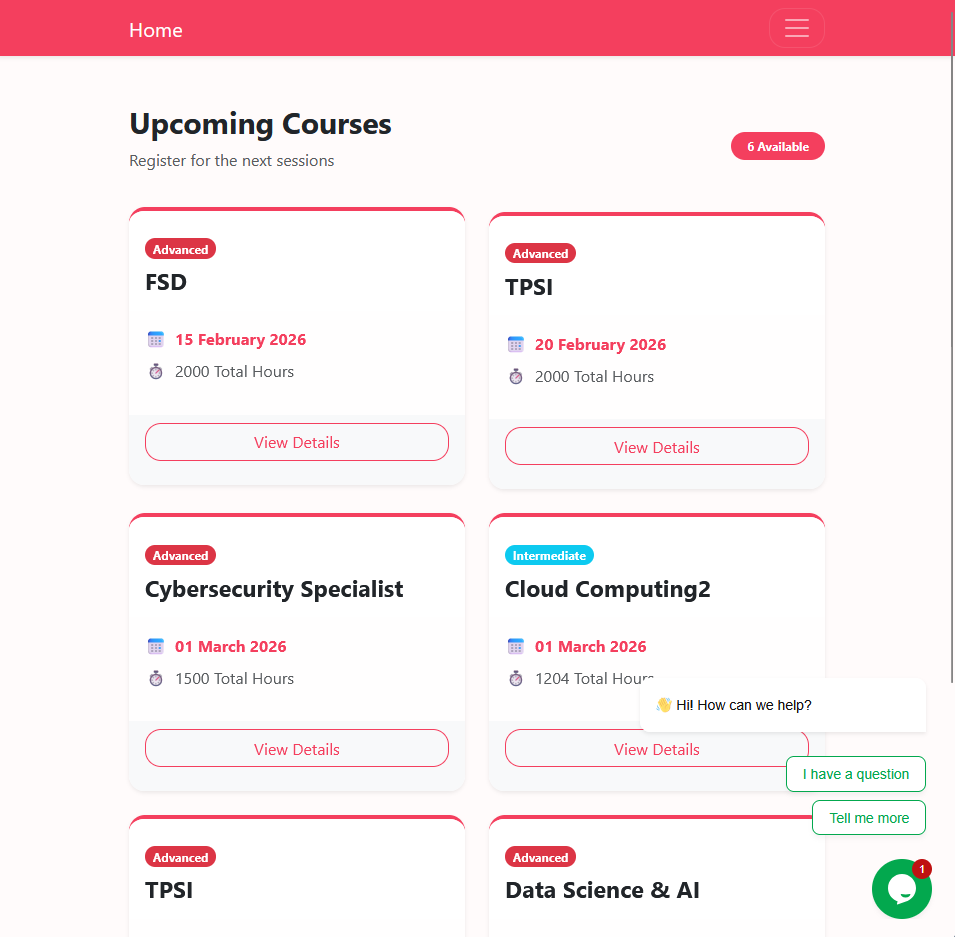 Home
Upcoming Courses
Register for the next sessions
6 Available
Advanced
FSD
15 February 2026
2000 Total Hours
View Details
Advanced
TPSI
20 February 2026
2000 Total Hours
View Details
Advanced
Cybersecurity Specialist
01 March 2026
1500 Total Hours
View Details
Intermediate
Cloud Computing2
01 March 2026
1204 Total Hours
View Details
Advanced
TPSI
Advanced
Data Science & AI
👋 Hi! How can we help?
I have a question
Tell me more
1